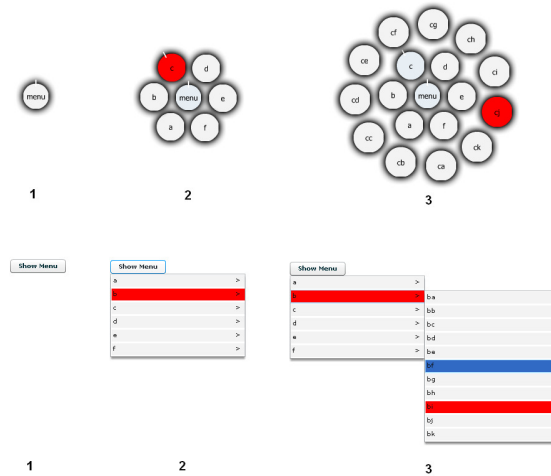 menu
1
c
d
b
menu
e
a
f
2
cg
cf
ch
ce
c
d
ci
cd
b
menu
e
cj
cc
a
f
ck
cb
ca
3
Show Menu
1
Show Menu
a >
>
c >
d >
e >
f >
2
Show Menu
a >
>
c >
d >
e >
f >
ba
bb
bc
bd
be
bf
bg
bh
bj
bk
3